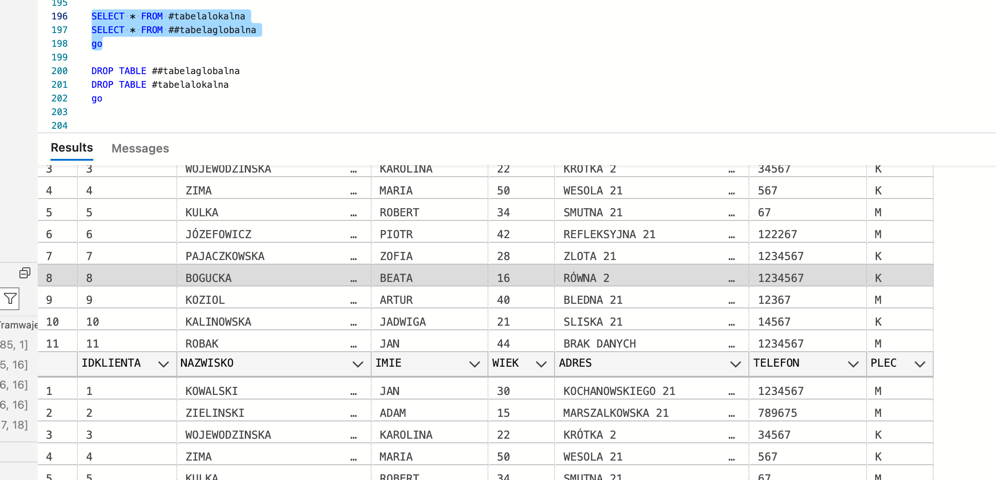 195
196 SELECT * FROM #tabelalokalna
197 SELECT * FROM ##tabelaglobalna
198 go
199
200 DROP TABLE ##tabelaglobalna
201 DROP TABLE #tabelalokalna
202 go
203
204
Results Messages
3 3 WOJEWODZINSKA … KAROLINA 22 KRÓTKA 2 … 34567 K
4 4 ZIMA … MARIA 50 WESOLA 21 … 567 K
5 5 KULKA … ROBERT 34 SMUTNA 21 … 67 M
6 6 JÓZEFOWICZ … PIOTR 42 REFLEKSYJNA 21 … 122267 M
7 7 PAJACZKOWSKA … ZOFIA 28 ZLOTA 21 … 1234567 K
8 8 BOGUCKA … BEATA 16 RÓWNA 2 … 1234567 K
9 9 KOZIOL … ARTUR 40 BLEDNA 21 … 12367 M
10 10 KALINOWSKA … JADWIGA 21 SLISKA 21 … 14567 K
11 11 ROBAK … JAN 44 BRAK DANYCH … 1234567 M
IDKLIENTA NAZWISKO IMIE WIEK ADRES TELEFON PLEC
1 1 KOWALSKI … JAN 30 KOCHANOWSKIEGO 21 … 1234567 M
2 2 ZIELINSKI … ADAM 15 MARSZALKOWSKA 21 … 789675 M
3 3 WOJEWODZINSKA … KAROLINA 22 KRÓTKA 2 … 34567 K
4 4 ZIMA … MARIA 50 WESOLA 21 … 567 K
5 5 KULKA … ROBERT 34 SMUTNA 21 … 67 M
Tramwaje
85, 1]
5, 16]
6, 16]
6, 16]
7, 18]